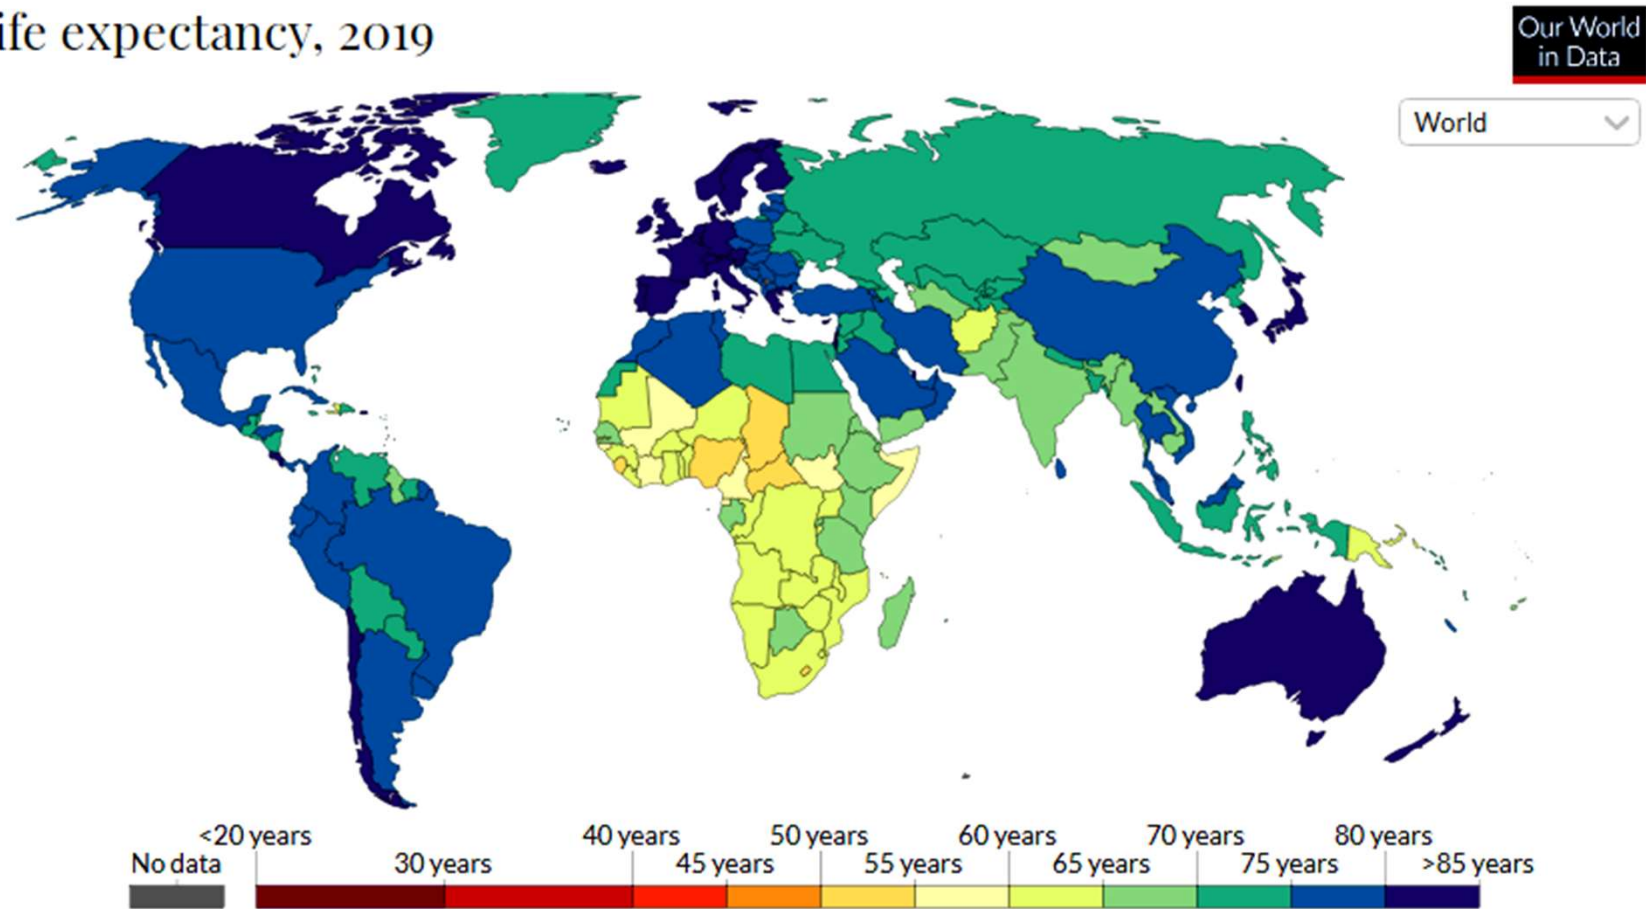 ife expectancy, 2019
Our World
in Data
World
<20 years
40 years
50 years
60 years
70 years
80 years
No data
30 years
45 years
55 years
65 years
75 years
>85 years